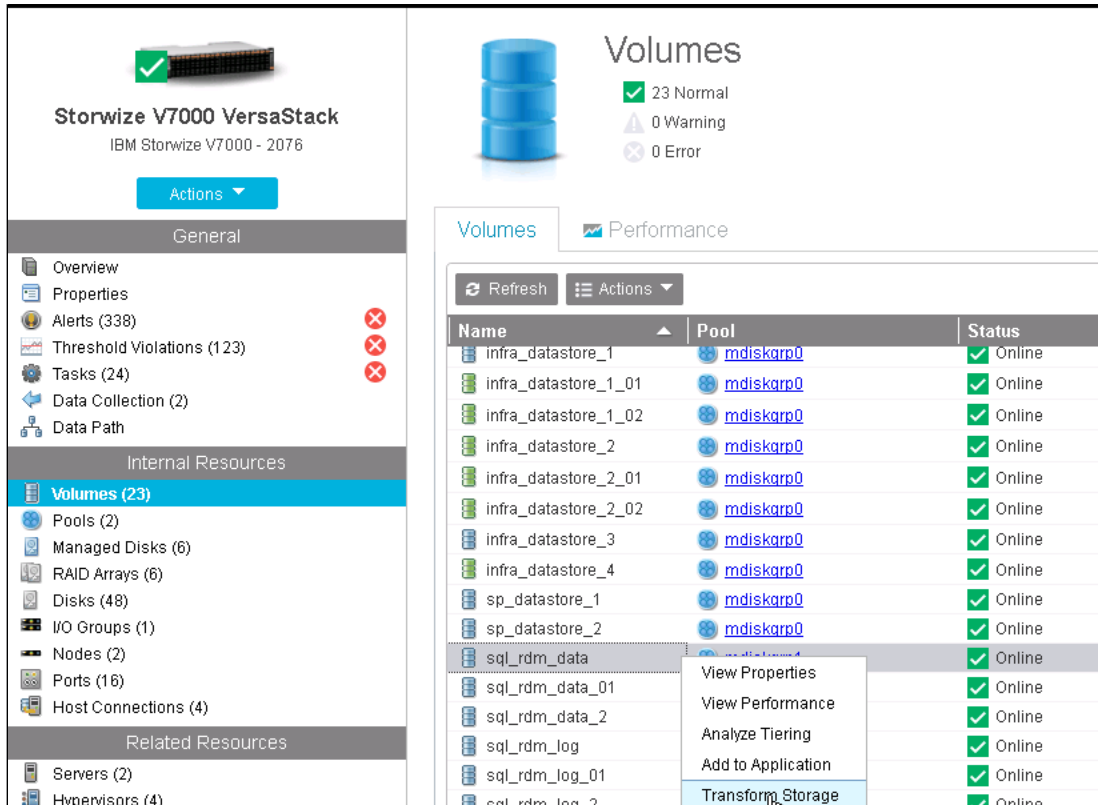 Storwize V7000 VersaStack
IBM Storwize V7000 - 2076
Actions
General
Overview
Properties
Alerts (338)
Threshold Violations (123)
Tasks (24)
Data Collection (2)
Data Path
Internal Resources
Volumes (23)
Pools (2)
Managed Disks (6)
RAID Arrays (6)
Disks (48)
I/O Groups (1)
Nodes (2)
Ports (16)
Host Connections (4)
Related Resources
Servers (2)
Hypervisors (4)
Volumes
23 Normal
0 Warning
0 Error
Volumes Performance
Refresh Actions
Name Pool Status
infra_datastore_1 mdiskgrp0 Online
infra_datastore_1_01 mdiskgrp0 Online
infra_datastore_1_02 mdiskgrp0 Online
infra_datastore_2 mdiskgrp0 Online
infra_datastore_2_01 mdiskgrp0 Online
infra_datastore_2_02 mdiskgrp0 Online
infra_datastore_3 mdiskgrp0 Online
infra_datastore_4 mdiskgrp0 Online
sp_datastore_1 mdiskgrp0 Online
sp_datastore_2 mdiskgrp0 Online
sql_rdm_data Online
sql_rdm_data_01 Online
sql_rdm_data_2 Online
sql_rdm_log Online
sql_rdm_log_01 Online
sql_rdm_log_2 Online
View Properties
View Performance
Analyze Tiering
Add to Application
Transform Storage